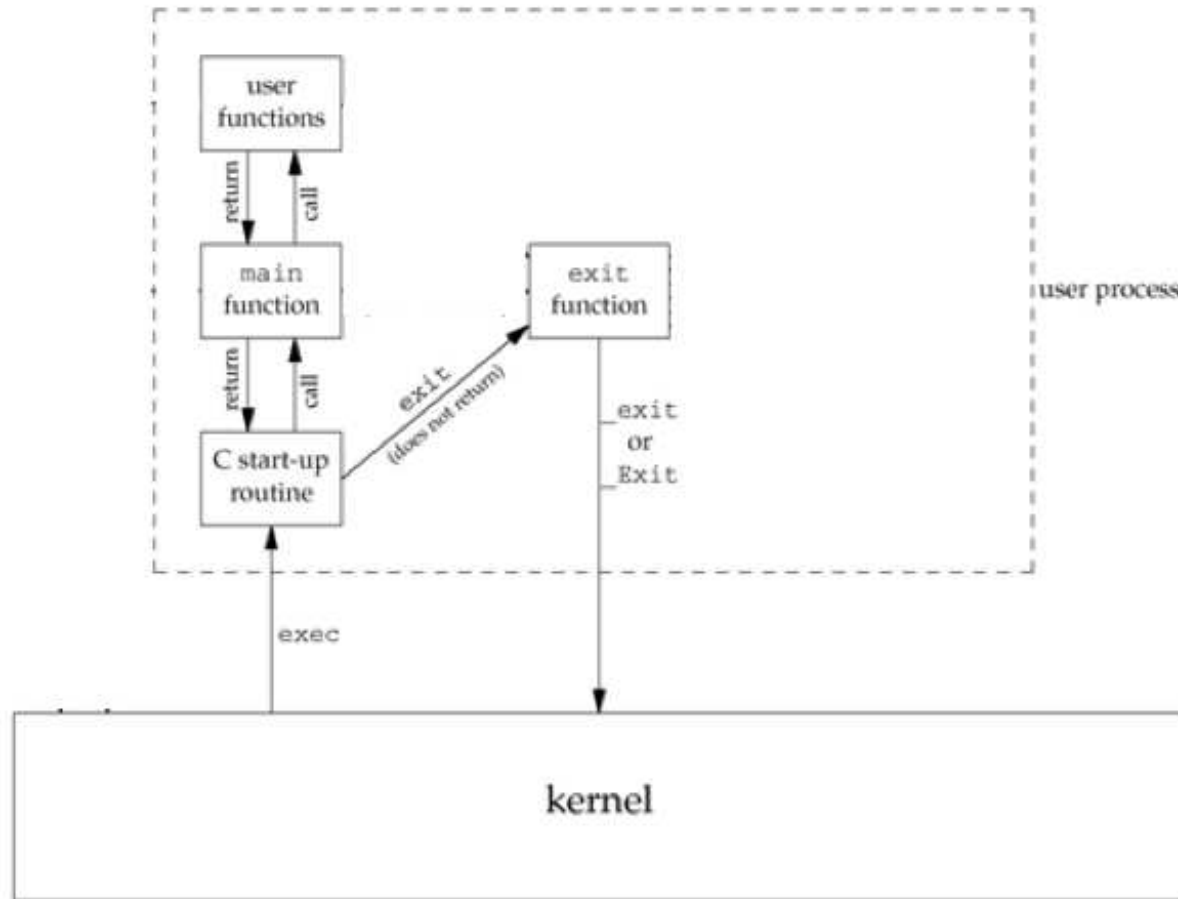 user
functions
return
call
main
function
exit
function
user process
return
call
exit
(does not return)
_exit
or
_Exit
C start-up
routine
exec
kernel